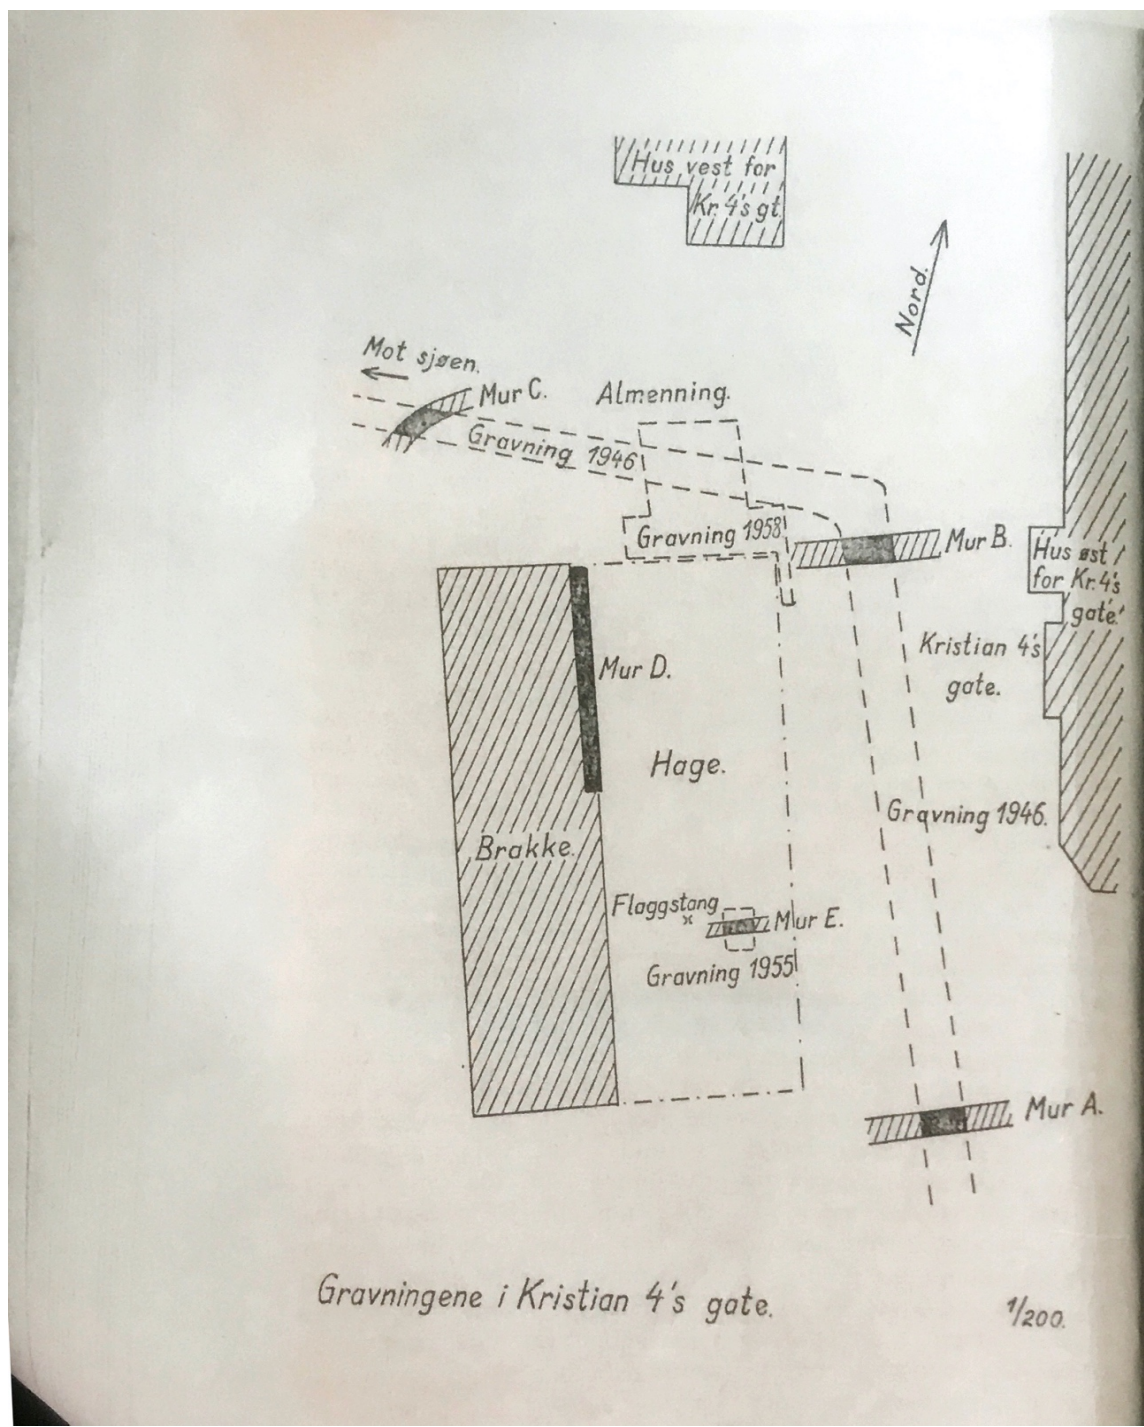 Hus vest for
Kr. 4's gt.
Nord.
Mot sjøen.
Mur C.
Almenning.
Gravning 1946
Gravning 1958
Mur B.
Hus øst
for Kr. 4's
gate.
Kristian 4's
gate.
Mur D.
Hage.
Gravning 1946.
Brakke.
Flaggstang
x
Mur E.
Gravning 1955
Mur A.
Gravningene i Kristian 4's gate.
1/200.